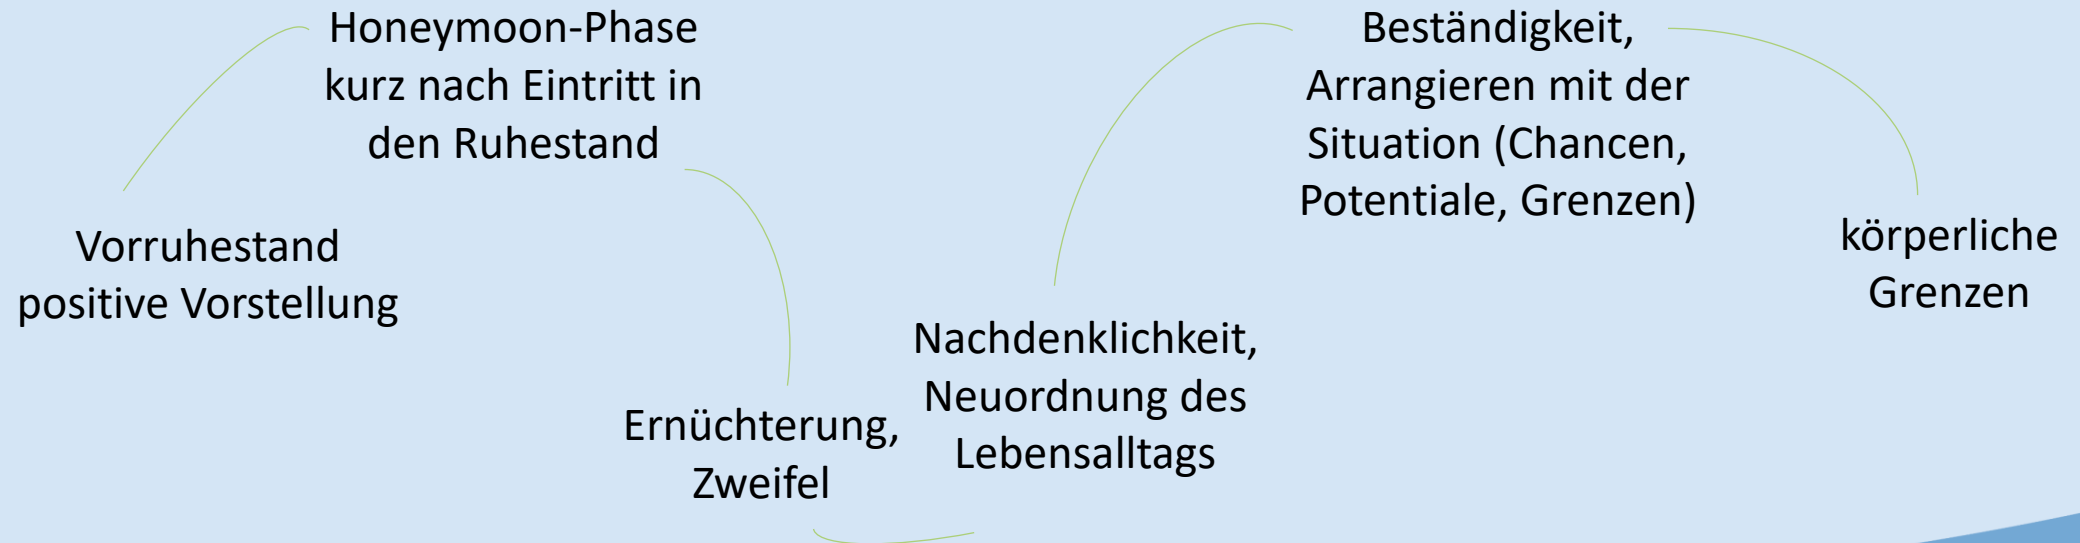 Vorruhestand
positive Vorstellung
Honeymoon-Phase
kurz nach Eintritt in
den Ruhestand
Ernüchterung,
Zweifel
Nachdenklichkeit,
Neuordnung des
Lebensalltags
Beständigkeit,
Arrangieren mit der
Situation (Chancen,
Potentiale, Grenzen)
körperliche
Grenzen